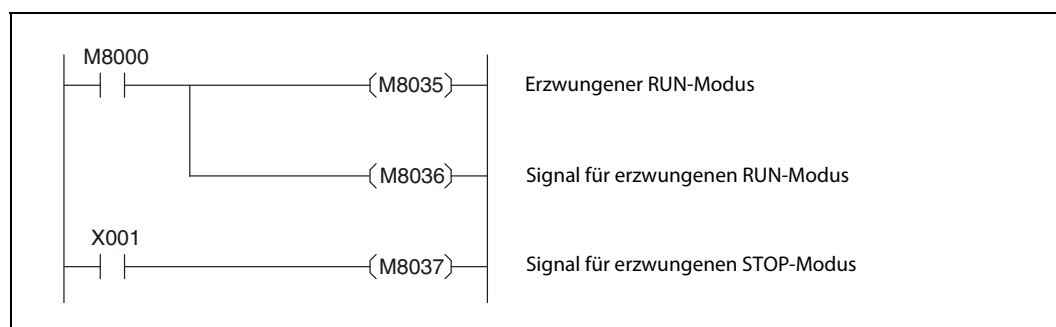 M8000
M8035 Erzwungener RUN-Modus
M8036 Signal für erzwungenen RUN-Modus
X001
M8037 Signal für erzwungenen STOP-Modus